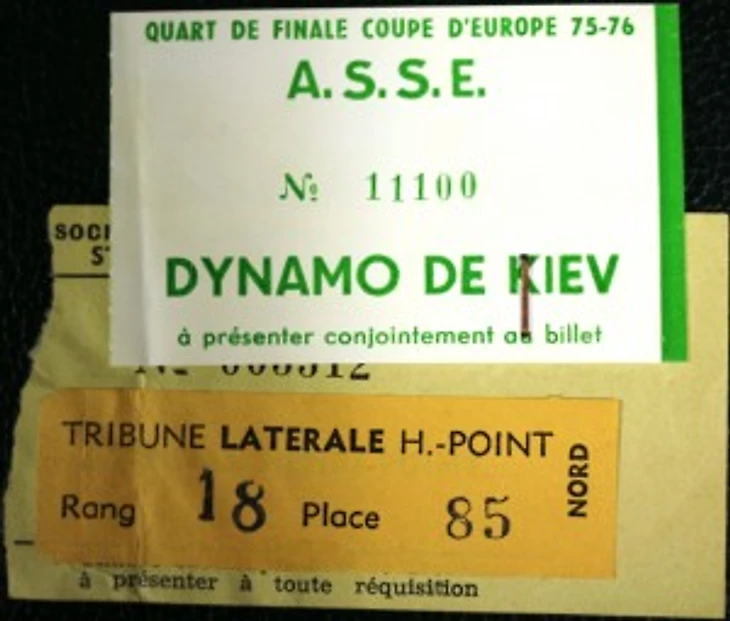 QUART DE FINALE COUPE D'EUROPE 75-76
A.S.S.E.
№ 11100
DYNAMO DE KIEV
à présenter conjointement au billet
TRIBUNE LATERALE H.-POINT
NORD
Rang 18 Place 85
à présenter à toute réquisition